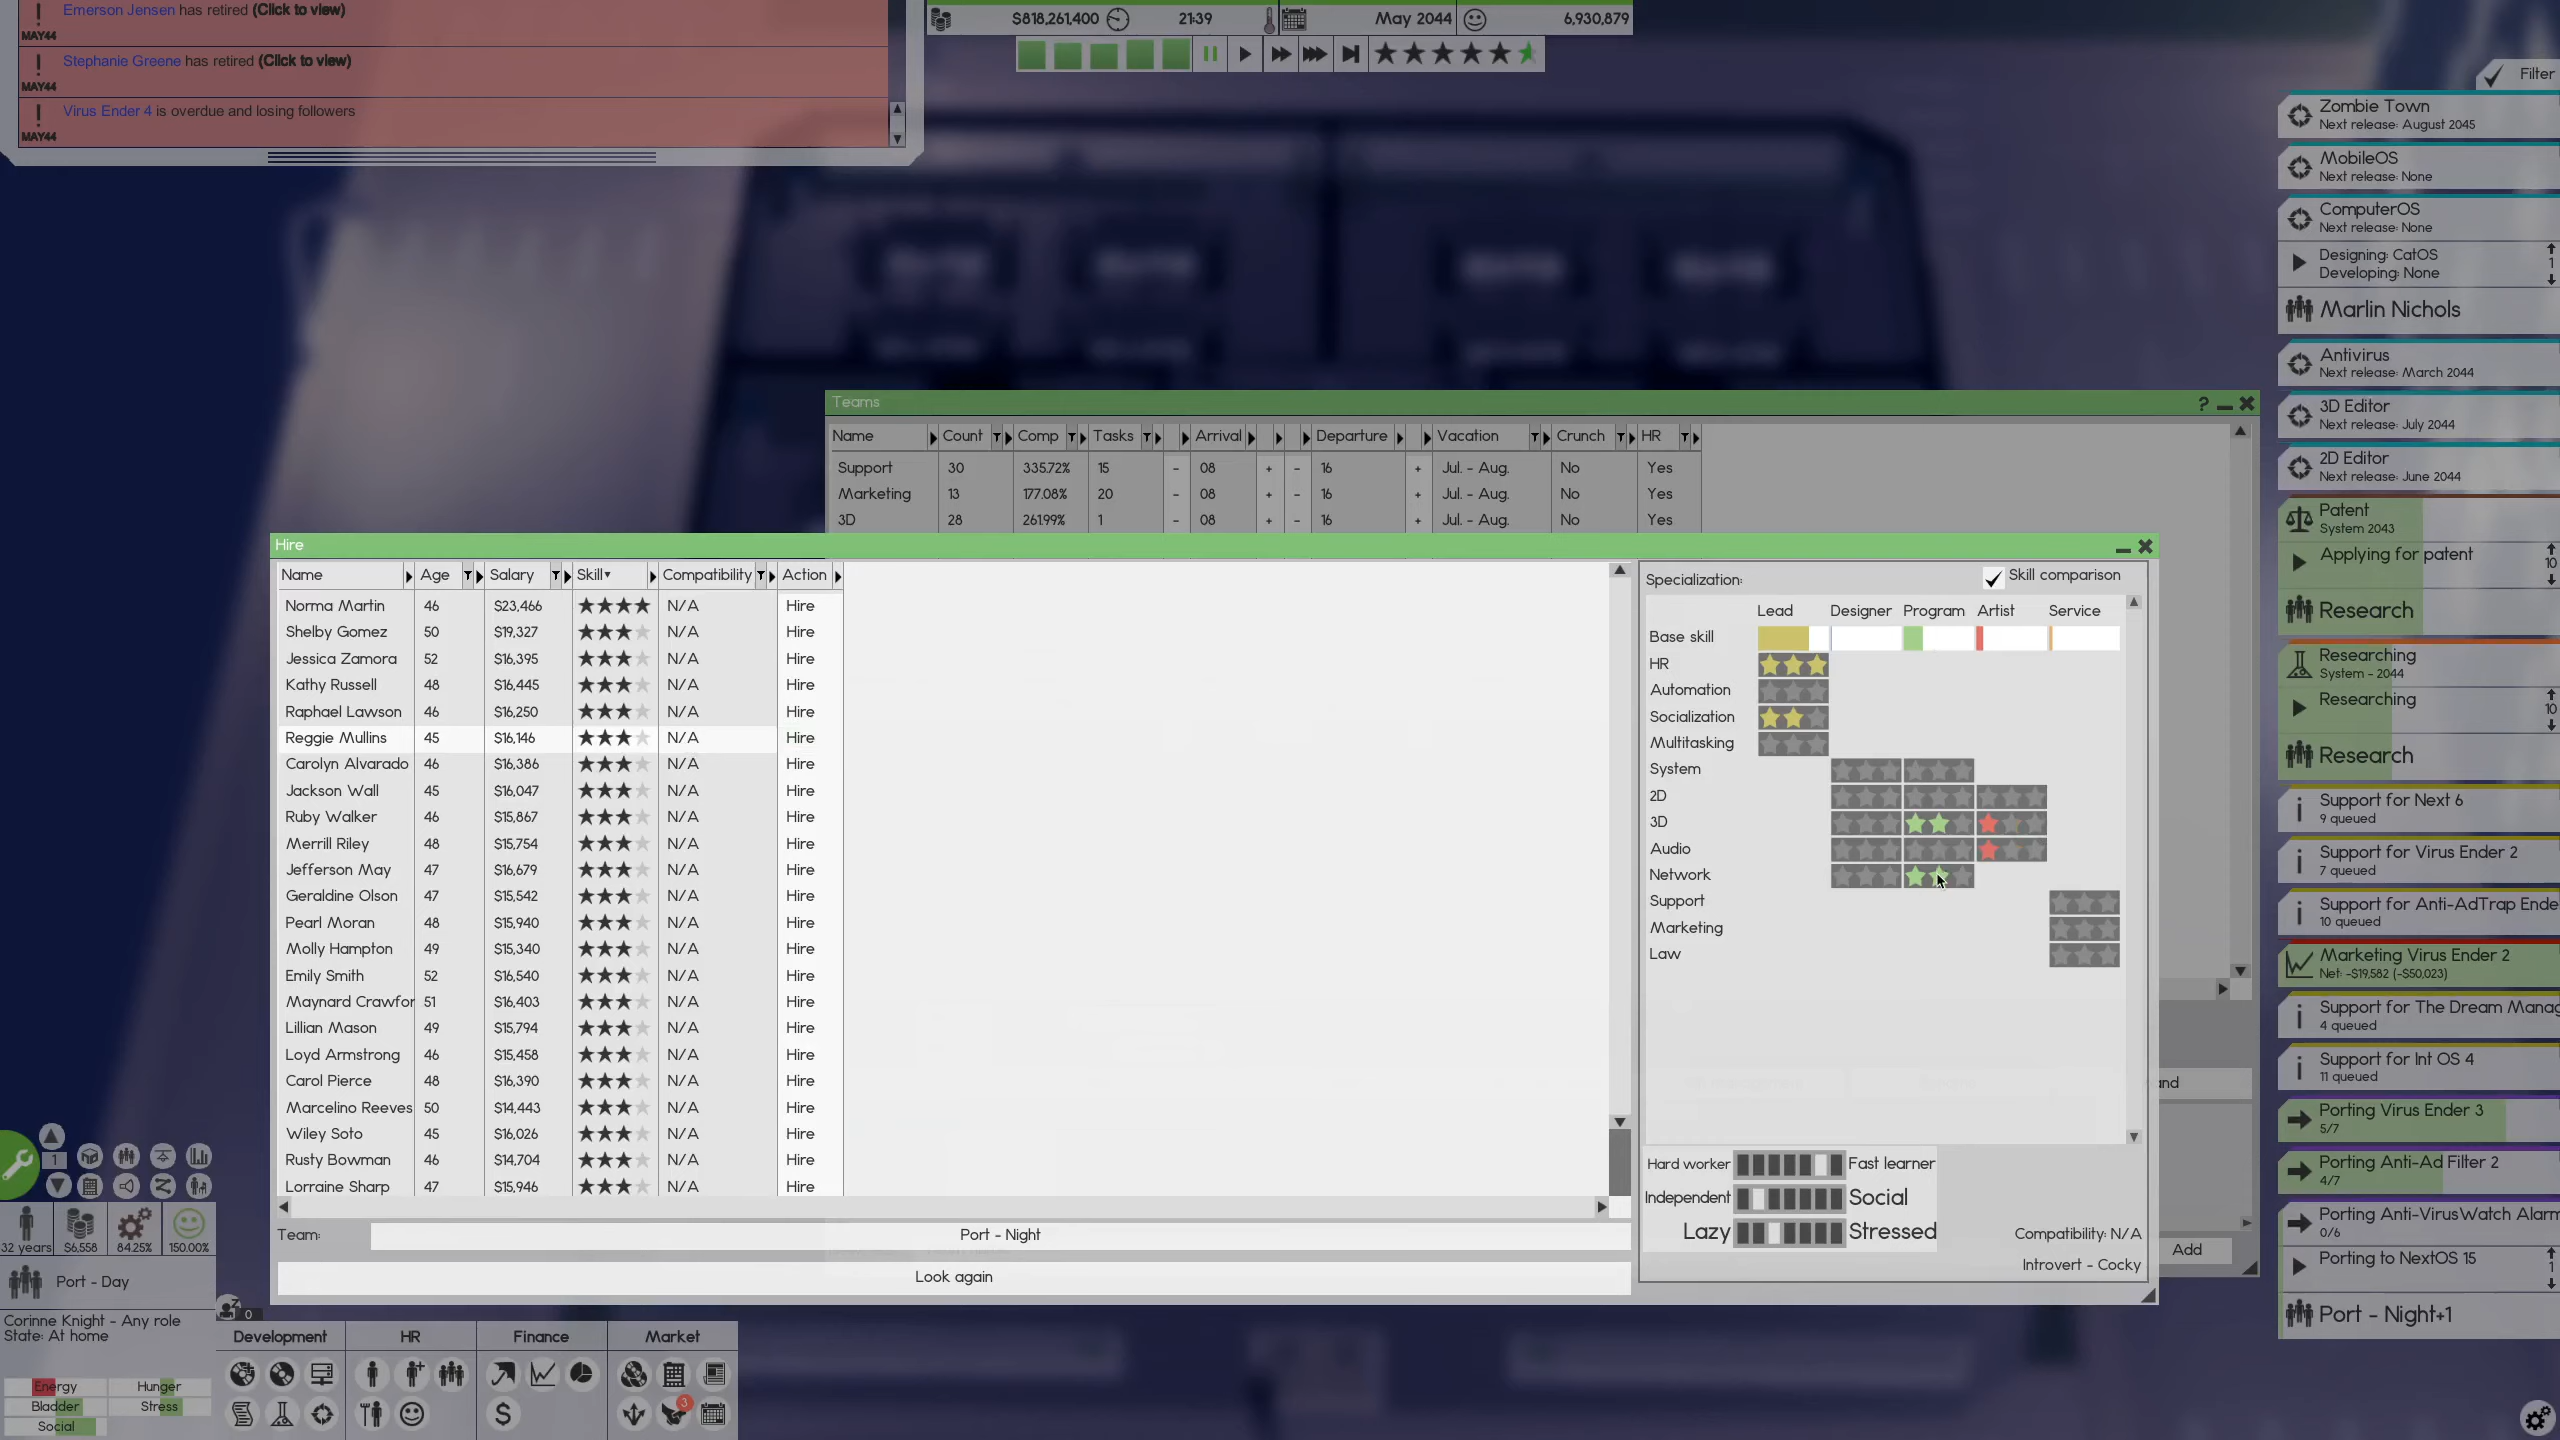 Emerson Jensen has retired (Click to view)
MAY44
Stephanie Greene has retired (Click to view)
MAY44
Virus Ender 4 is overdue and losing followers
MAY44
$818,261,400 21:39 May 2044 6,930,879
Filter
Zombie Town
Next release: August 2045
MobileOS
Next release: None
ComputerOS
Next release: None
Designing: CatOS
Developing: None
1
Marlin Nichols
Antivirus
Next release: March 2044
3D Editor
Next release: July 2044
2D Editor
Next release: June 2044
Patent
System 2043
Applying for patent
10
Research
Researching
System - 2044
Researching
10
Research
Support for Next 6
9 queued
Support for Virus Ender 2
7 queued
Support for Anti-AdTrap Ende
10 queued
Marketing Virus Ender 2
Net: -$19,582 (-$50,023)
Support for The Dream Manag
4 queued
Support for Int OS 4
11 queued
Porting Virus Ender 3
5/7
Porting Anti-Ad Filter 2
4/7
Porting Anti-VirusWatch Alarm
0/6
Porting to NextOS 15
1
Port - Night+1
Teams
?
Name Count Comp Tasks Arrival Departure Vacation Crunch HR
Support 30 335.72% 15 - 08 + - 16 + Jul. - Aug. No Yes
Marketing 13 177.08% 20 - 08 + - 16 + Jul. - Aug. No Yes
3D 28 261.99% 1 - 08 + - 16 + Jul. - Aug. No Yes
Add
Hire
Name Age Salary Skill Compatibility Action
Norma Martin 46 $23,466 N/A Hire
Shelby Gomez 50 $19,327 N/A Hire
Jessica Zamora 52 $16,395 N/A Hire
Kathy Russell 48 $16,445 N/A Hire
Raphael Lawson 46 $16,250 N/A Hire
Reggie Mullins 45 $16,146 N/A Hire
Carolyn Alvarado 46 $16,386 N/A Hire
Jackson Wall 45 $16,047 N/A Hire
Ruby Walker 46 $15,867 N/A Hire
Merrill Riley 48 $15,754 N/A Hire
Jefferson May 47 $16,679 N/A Hire
Geraldine Olson 47 $15,542 N/A Hire
Pearl Moran 48 $15,940 N/A Hire
Molly Hampton 49 $15,340 N/A Hire
Emily Smith 52 $16,540 N/A Hire
Maynard Crawfor 51 $16,403 N/A Hire
Lillian Mason 49 $15,794 N/A Hire
Loyd Armstrong 46 $15,458 N/A Hire
Carol Pierce 48 $16,390 N/A Hire
Marcelino Reeves 50 $14,443 N/A Hire
Wiley Soto 45 $16,026 N/A Hire
Rusty Bowman 46 $14,704 N/A Hire
Lorraine Sharp 47 $15,946 N/A Hire
Team: Port - Night
Look again
Specialization: Skill comparison
Lead Designer Program Artist Service
Base skill
HR
Automation
Socialization
Multitasking
System
2D
3D
Audio
Network
Support
Marketing
Law
Hard worker Fast learner
Independent Social
Lazy Stressed
Compatibility: N/A
Introvert - Cocky
1
32 years $6,558 84.25% 150.00%
Port - Day
Corinne Knight - Any role
State: At home
0
Energy Hunger
Bladder Stress
Social
Development HR Finance Market
3